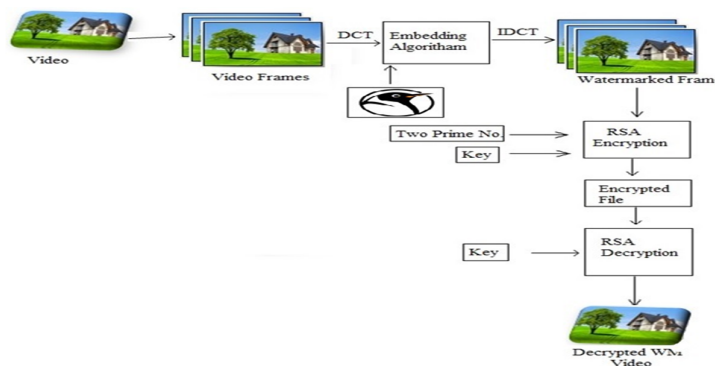 Video
Video Frames
DCT
Embedding
Algoritham
IDCT
Watermarked Fram
Two Prime No.
Key
RSA
Encryption
Encrypted
File
Key
RSA
Decryption
Decrypted WM
Video